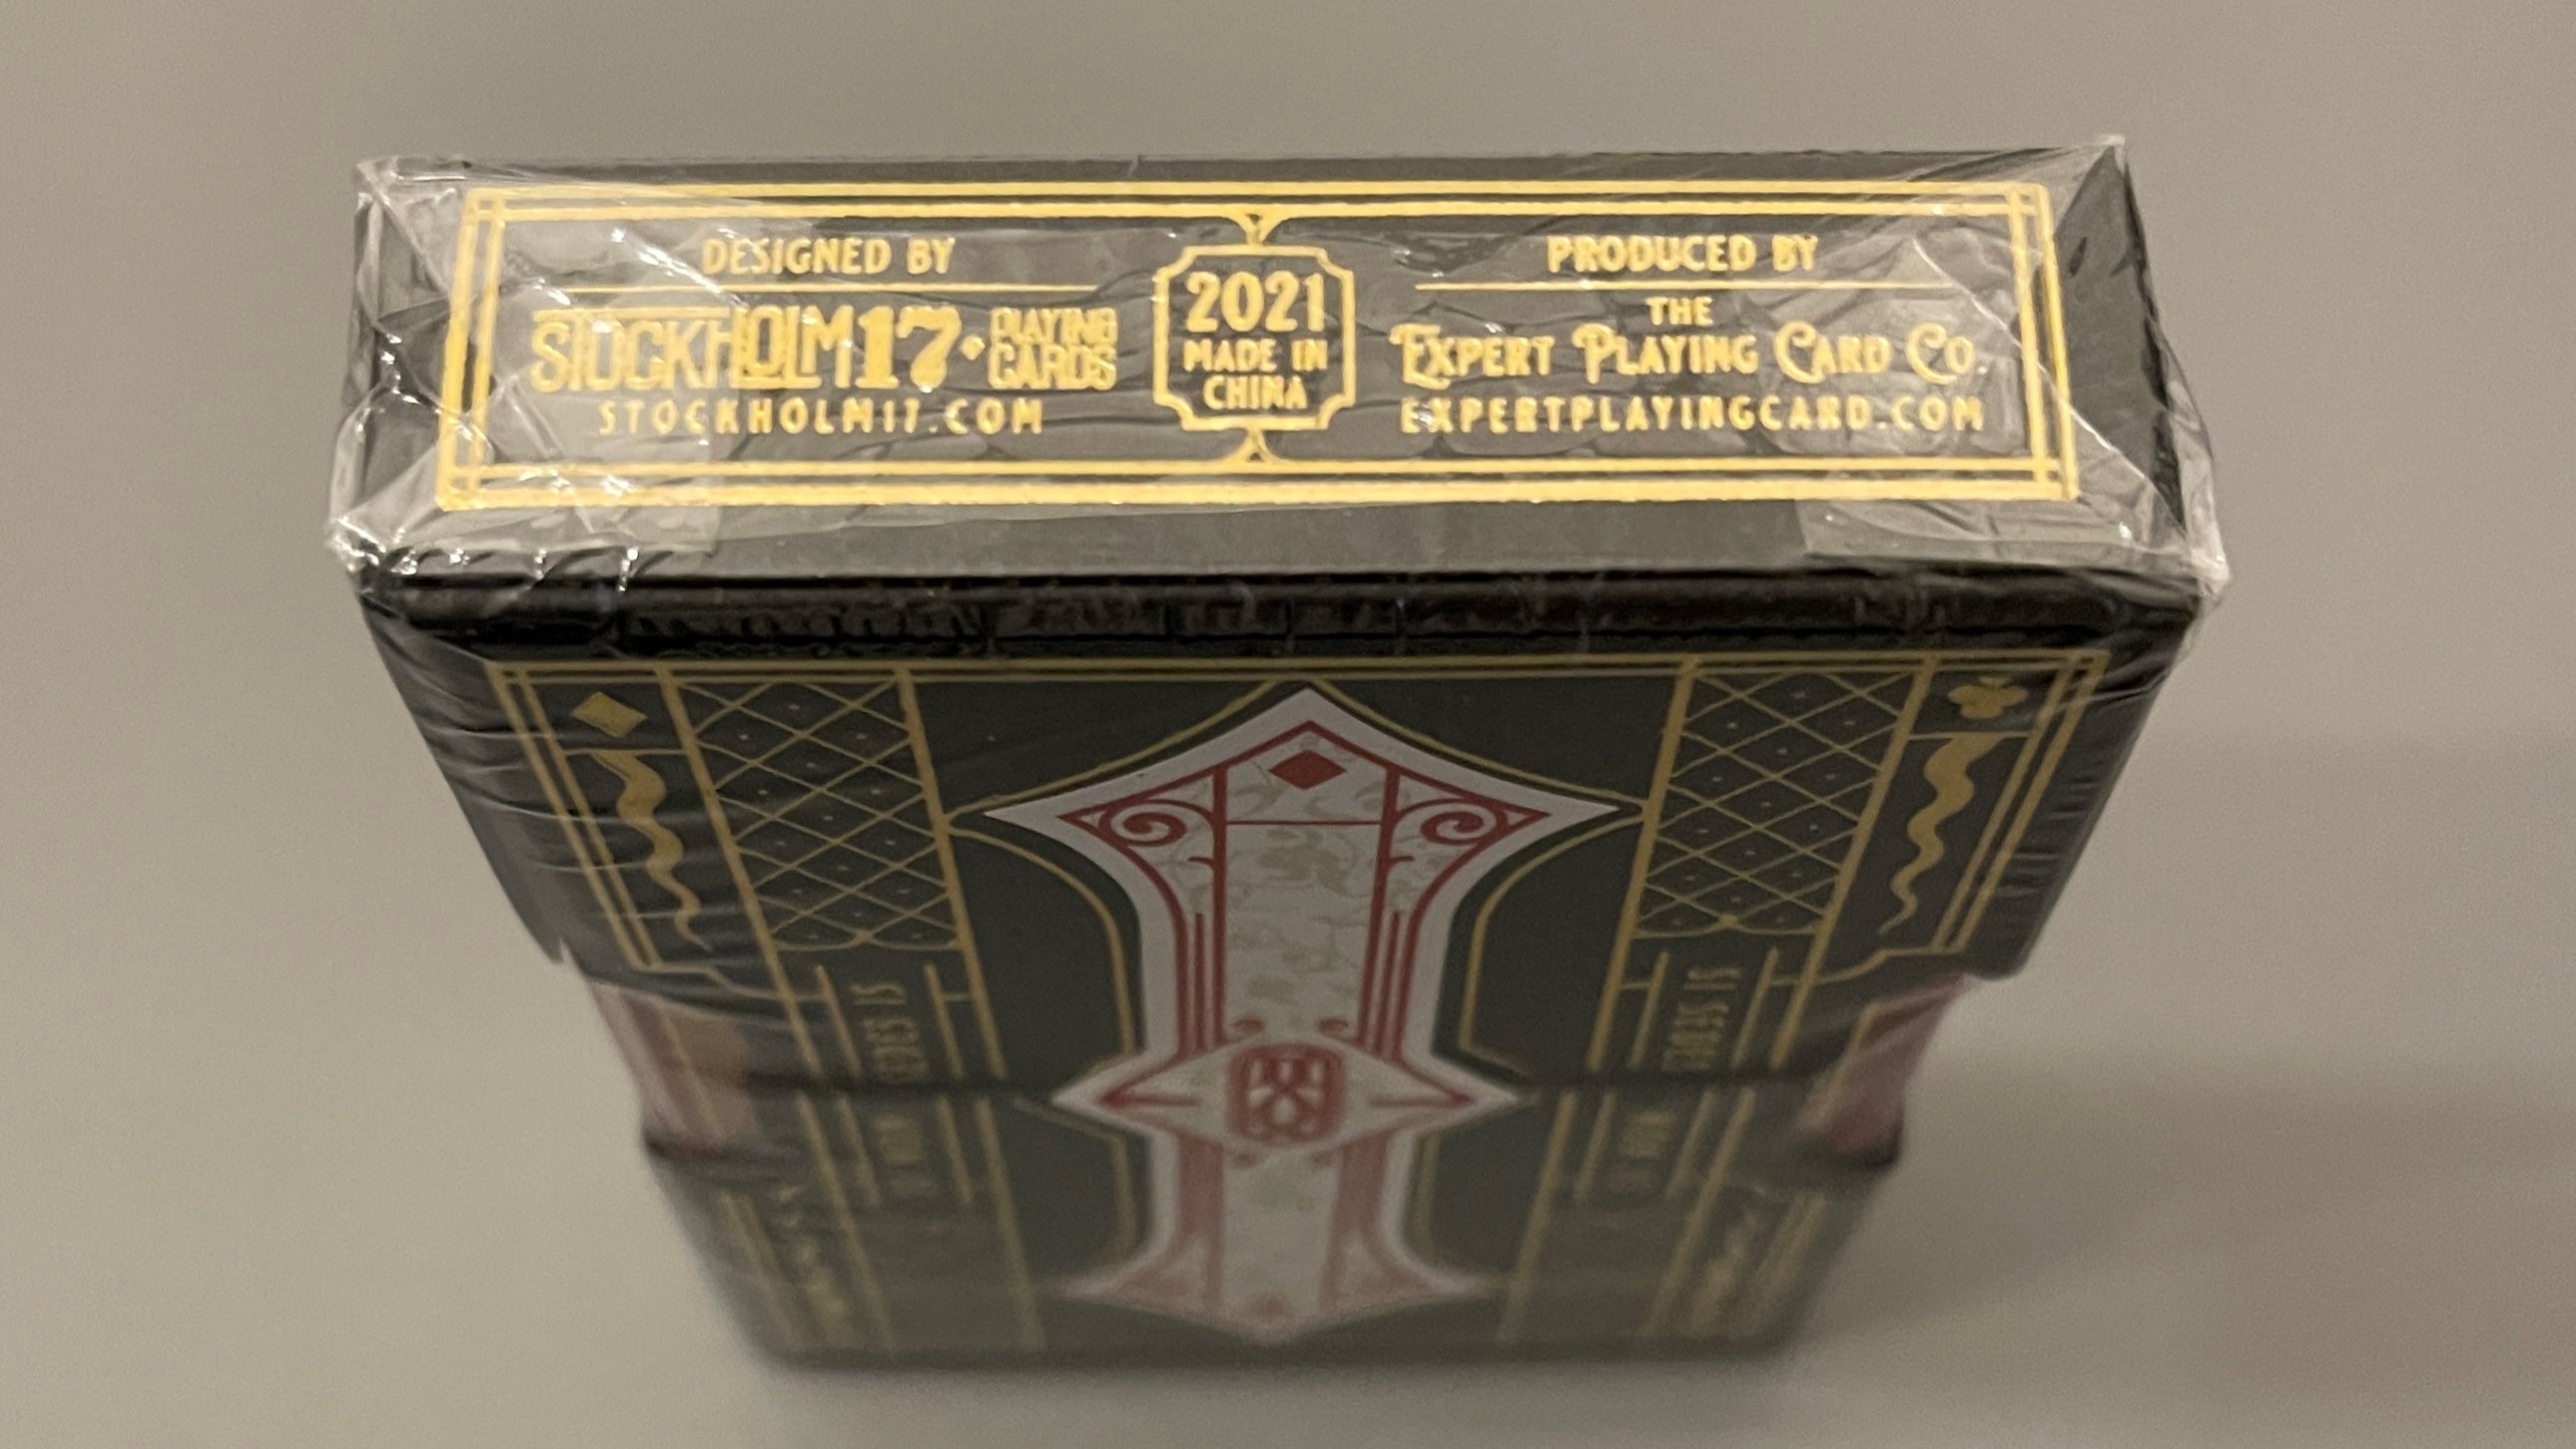 DESIGNED BY
STOCKHOLM17 • PLAYING CARDS
STOCKHOLM17.COM
2021
MADE IN
CHINA
PRODUCED BY
THE
EXPERT PLAYING CARD CO.
EXPERTPLAYINGCARD.COM